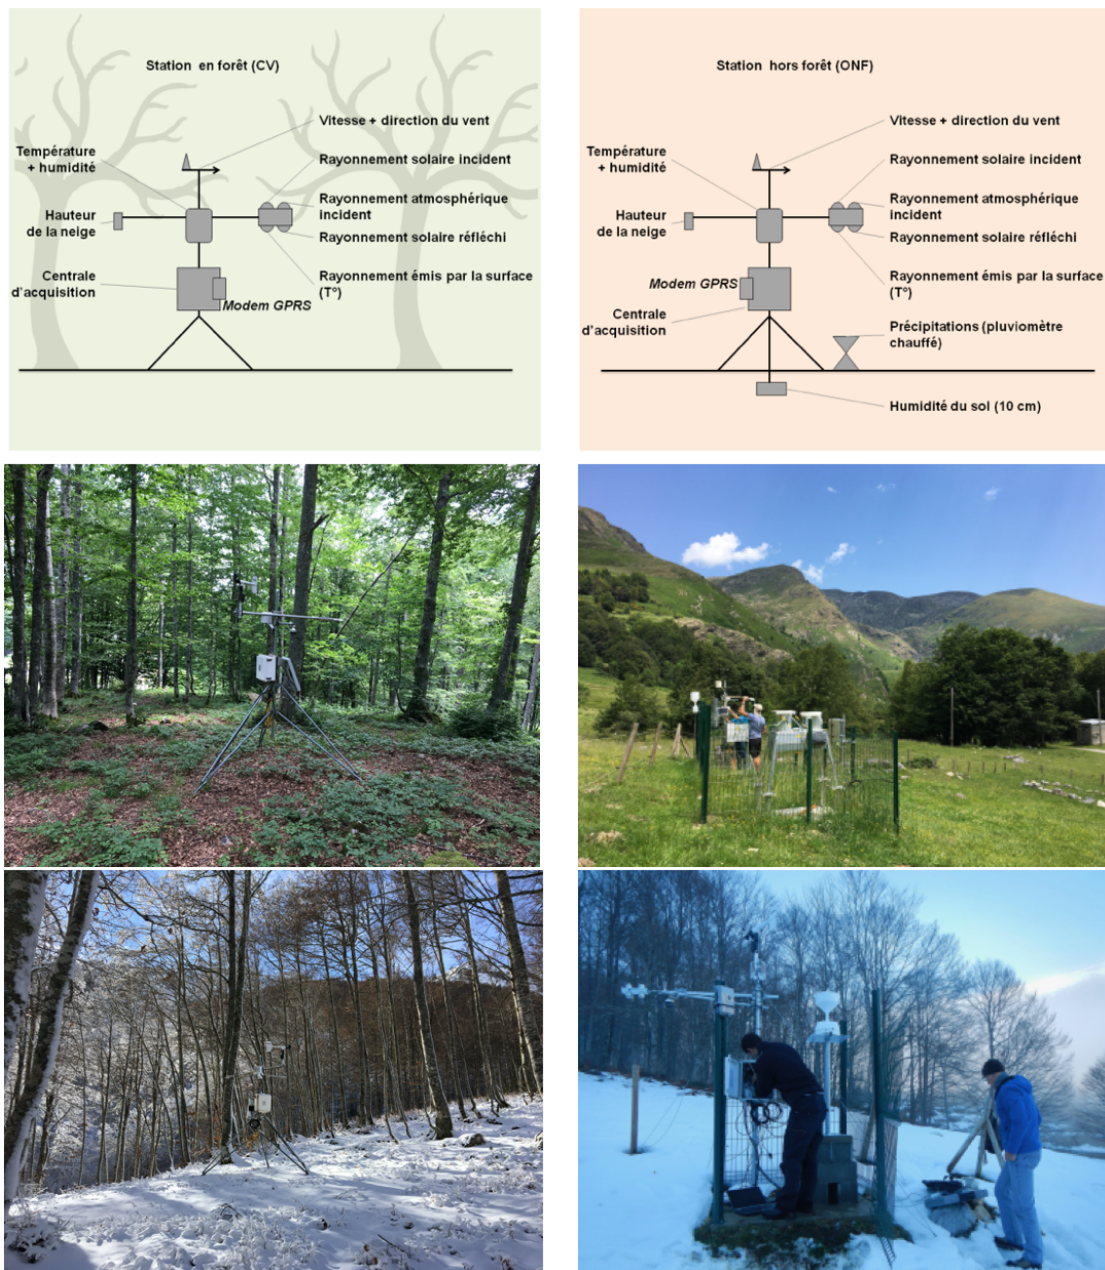 Station en forêt (CV)
Vitesse + direction du vent
Température
+ humidité
Rayonnement solaire incident
Rayonnement atmosphérique
incident
Hauteur
de la neige
Rayonnement solaire réfléchi
Centrale
d'acquisition
Rayonnement émis par la surface
(T°)
Modem GPRS
Station hors forêt (ONF)
Vitesse + direction du vent
Température
+ humidité
Rayonnement solaire incident
Rayonnement atmosphérique
incident
Hauteur
de la neige
Rayonnement solaire réfléchi
Rayonnement émis par la surface
(T°)
Modem GPRS
Centrale
d'acquisition
Précipitations (pluviomètre
chauffé)
Humidité du sol (10 cm)